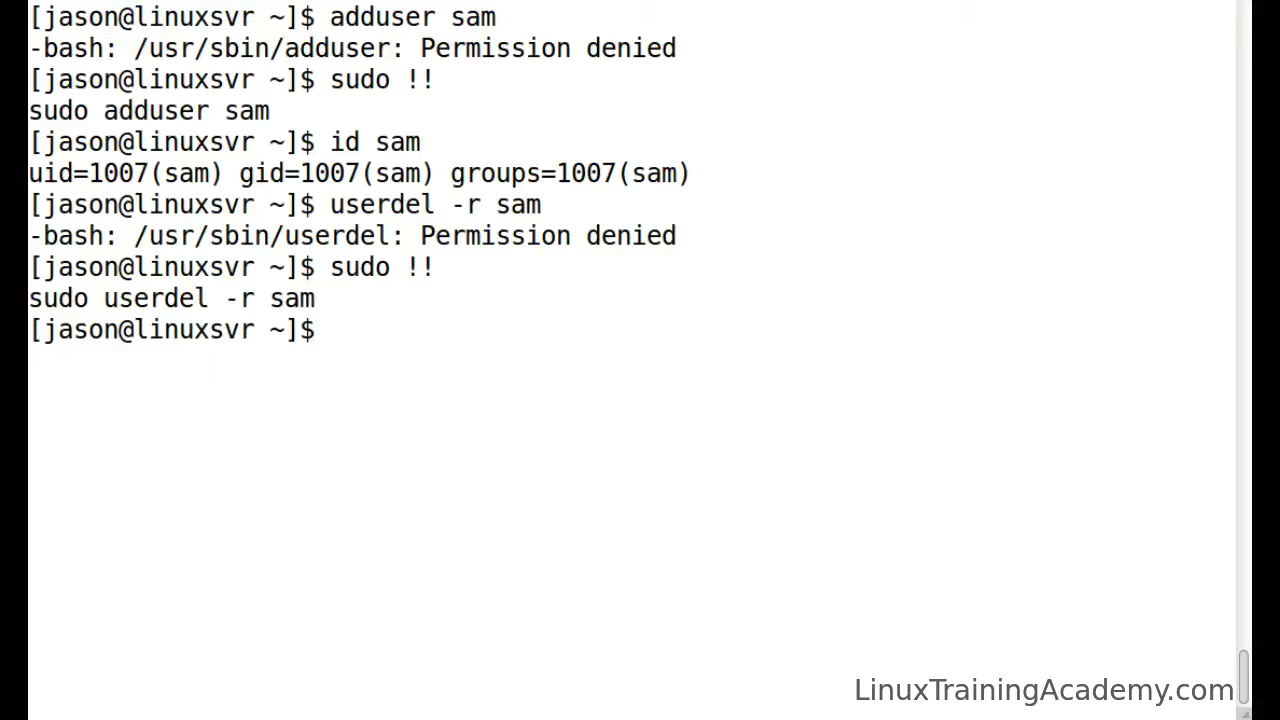 [jason@linuxsvr ~]$ adduser sam
-bash: /usr/sbin/adduser: Permission denied
[jason@linuxsvr ~]$ sudo !!
sudo adduser sam
[jason@linuxsvr ~]$ id sam
uid=1007(sam) gid=1007(sam) groups=1007(sam)
[jason@linuxsvr ~]$ userdel -r sam
-bash: /usr/sbin/userdel: Permission denied
[jason@linuxsvr ~]$ sudo !!
sudo userdel -r sam
[jason@linuxsvr ~]$
LinuxTrainingAcademy.com